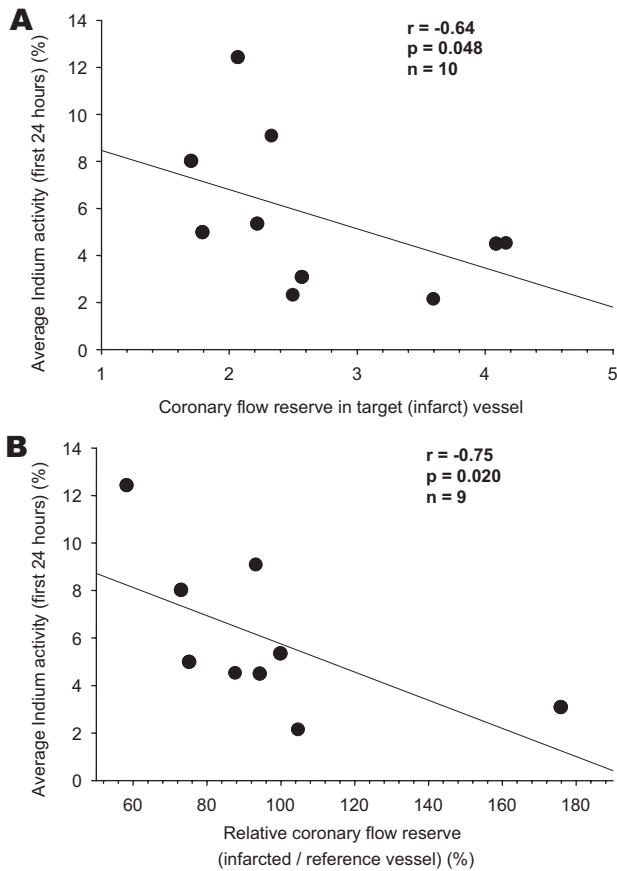 A
r = -0.64
p = 0.048
n = 10
Average Indium activity (first 24 hours) (%)
14
12
10
8
6
4
2
0
1 2 3 4 5
Coronary flow reserve in target (infarct) vessel
B
r = -0.75
p = 0.020
n = 9
Average Indium activity (first 24 hours) (%)
14
12
10
8
6
4
2
0
60 80 100 120 140 160 180
Relative coronary flow reserve
(infarcted / reference vessel) (%)